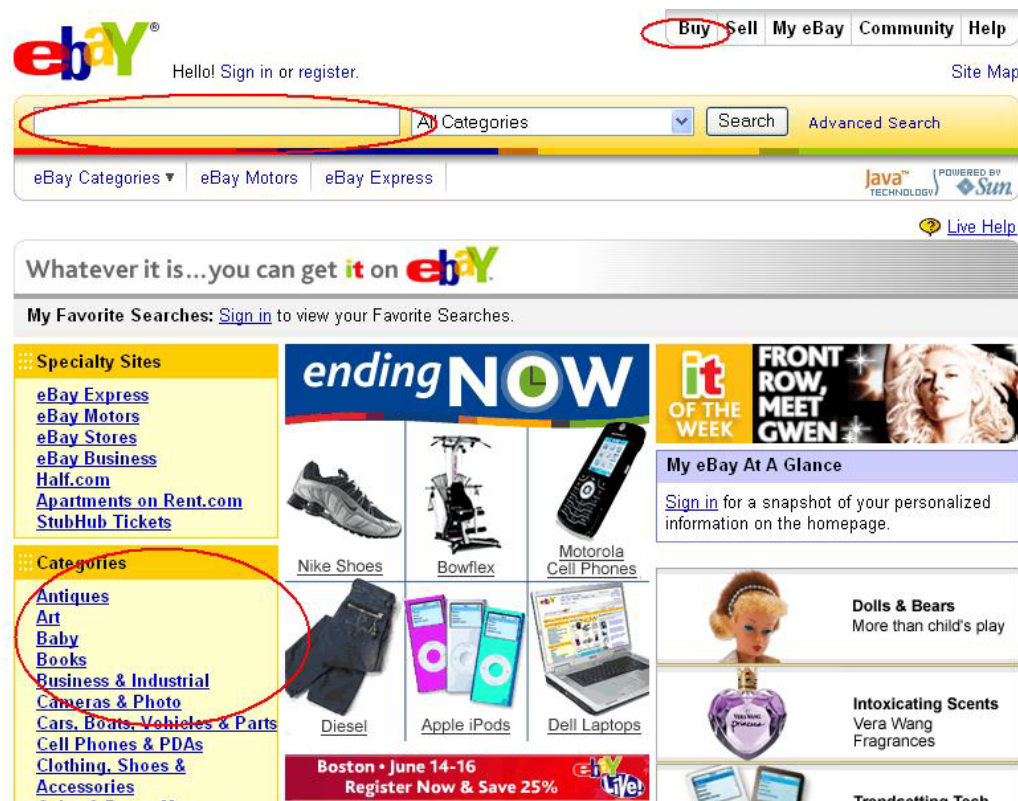 ebaY®
Buy Sell My eBay Community Help
Hello! Sign in or register.
Site Map
All Categories Search Advanced Search
eBay Categories eBay Motors eBay Express
Java™ TECHNOLOGY POWERED BY Sun
Live Help
Whatever it is...you can get it on ebaY
My Favorite Searches: Sign in to view your Favorite Searches.
Specialty Sites
eBay Express
eBay Motors
eBay Stores
eBay Business
Half.com
Apartments on Rent.com
StubHub Tickets
Categories
Antiques
Art
Baby
Books
Business & Industrial
Cameras & Photo
Cars, Boats, Vehicles & Parts
Cell Phones & PDAs
Clothing, Shoes &
Accessories
ending NOW
Nike Shoes
Bowflex
Motorola
Cell Phones
Diesel
Apple iPods
Dell Laptops
Boston • June 14-16
Register Now & Save 25%
ebaY Live!
it
OF THE
WEEK
FRONT
ROW,
MEET
GWEN
My eBay At A Glance
Sign in for a snapshot of your personalized
information on the homepage.
Dolls & Bears
More than child's play
Intoxicating Scents
Vera Wang
Fragrances
Trendsetting Tech